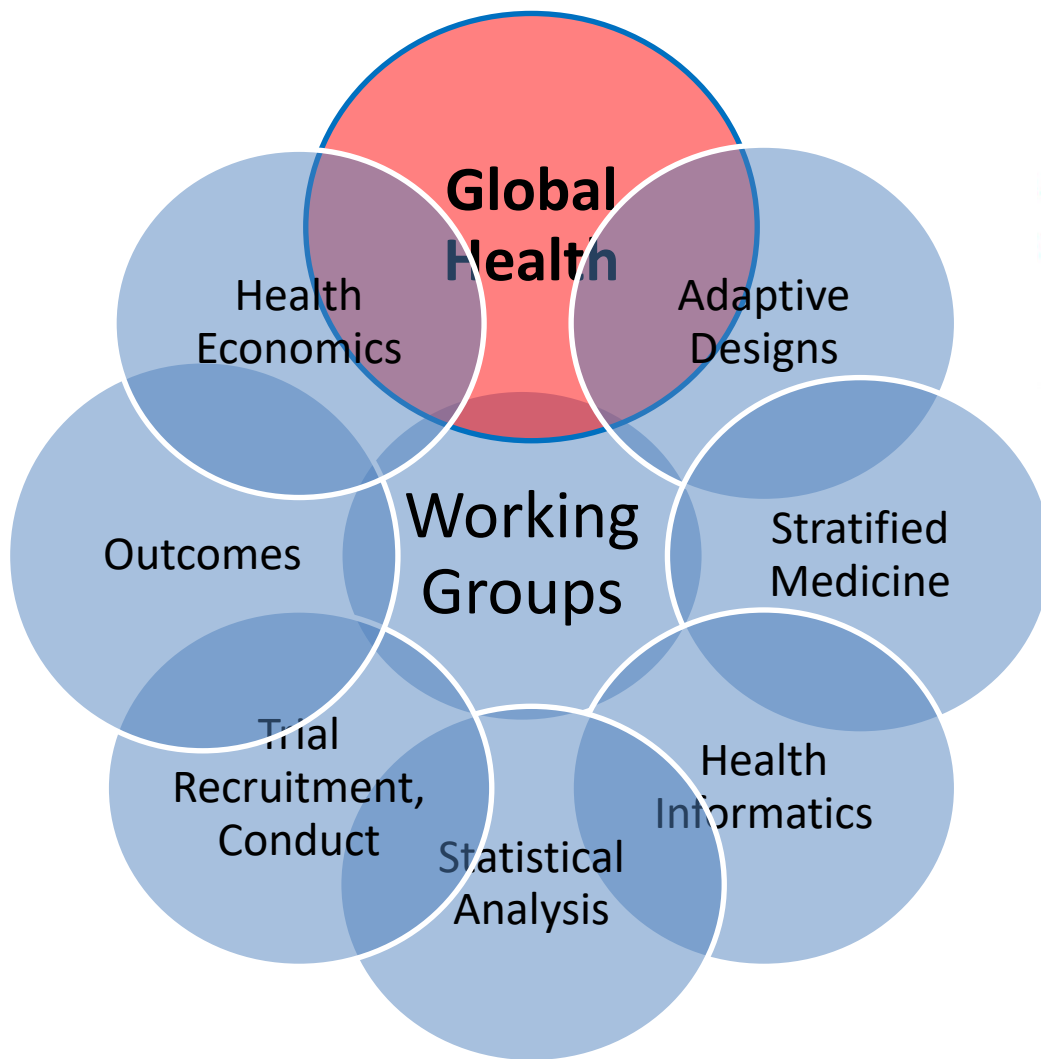 Global
Health
Health
Economics
Adaptive
Designs
Working
Groups
Outcomes
Stratified
Medicine
Trial
Recruitment,
Conduct
Health
Informatics
Statistical
Analysis